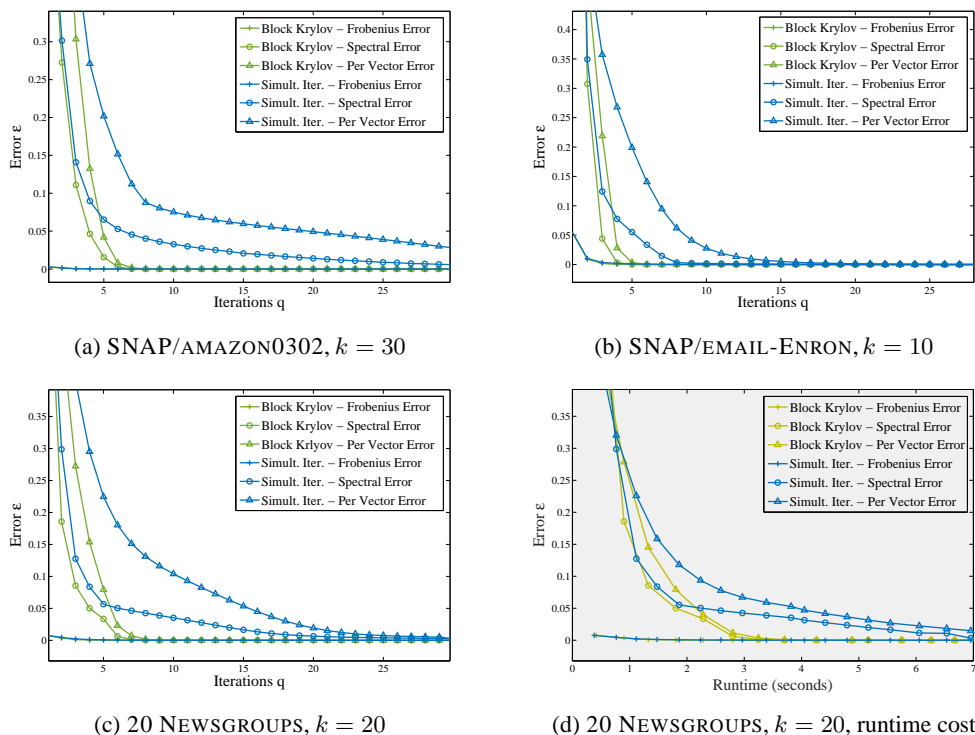 0.3
0.25
0.2
0.15
0.1
0.05
0
Error ε
5 10 15 20 25
Iterations q
Block Krylov – Frobenius Error
Block Krylov – Spectral Error
Block Krylov – Per Vector Error
Simult. Iter. – Frobenius Error
Simult. Iter. – Spectral Error
Simult. Iter. – Per Vector Error
(a) SNAP/AMAZON0302, k = 30
0.4
0.35
0.3
0.25
0.2
0.15
0.1
0.05
0
Error ε
5 10 15 20 25
Iterations q
Block Krylov – Frobenius Error
Block Krylov – Spectral Error
Block Krylov – Per Vector Error
Simult. Iter. – Frobenius Error
Simult. Iter. – Spectral Error
Simult. Iter. – Per Vector Error
(b) SNAP/EMAIL-ENRON, k = 10
0.35
0.3
0.25
0.2
0.15
0.1
0.05
0
Error ε
5 10 15 20 25
Iterations q
Block Krylov – Frobenius Error
Block Krylov – Spectral Error
Block Krlyov – Per Vector Error
Simult. Iter. – Frobenius Error
Simult. Iter. – Spectral Error
Simult. Iter. – Per Vector Error
(c) 20 NEWSGROUPS, k = 20
0.35
0.3
0.25
0.2
0.15
0.1
0.05
0
Error ε
0 1 2 3 4 5 6 7
Runtime (seconds)
Block Krylov – Frobenius Error
Block Krylov – Spectral Error
Block Krylov – Per Vector Error
Simult. Iter. – Frobenius Error
Simult. Iter. – Spectral Error
Simult. Iter. – Per Vector Error
(d) 20 NEWSGROUPS, k = 20, runtime cost